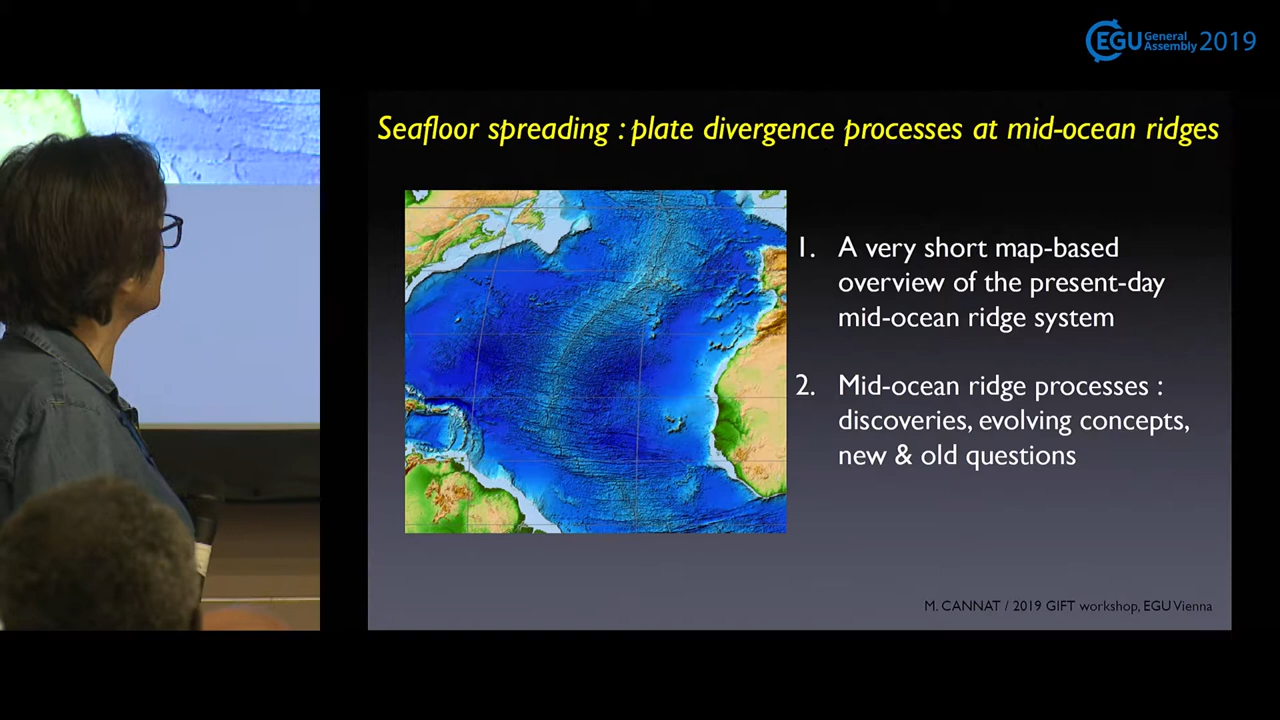 EGU General
Assembly 2019
Seafloor spreading : plate divergence processes at mid-ocean ridges
1. A very short map-based
overview of the present-day
mid-ocean ridge system
2. Mid-ocean ridge processes :
discoveries, evolving concepts,
new & old questions
M. CANNAT / 2019 GIFT workshop, EGU Vienna